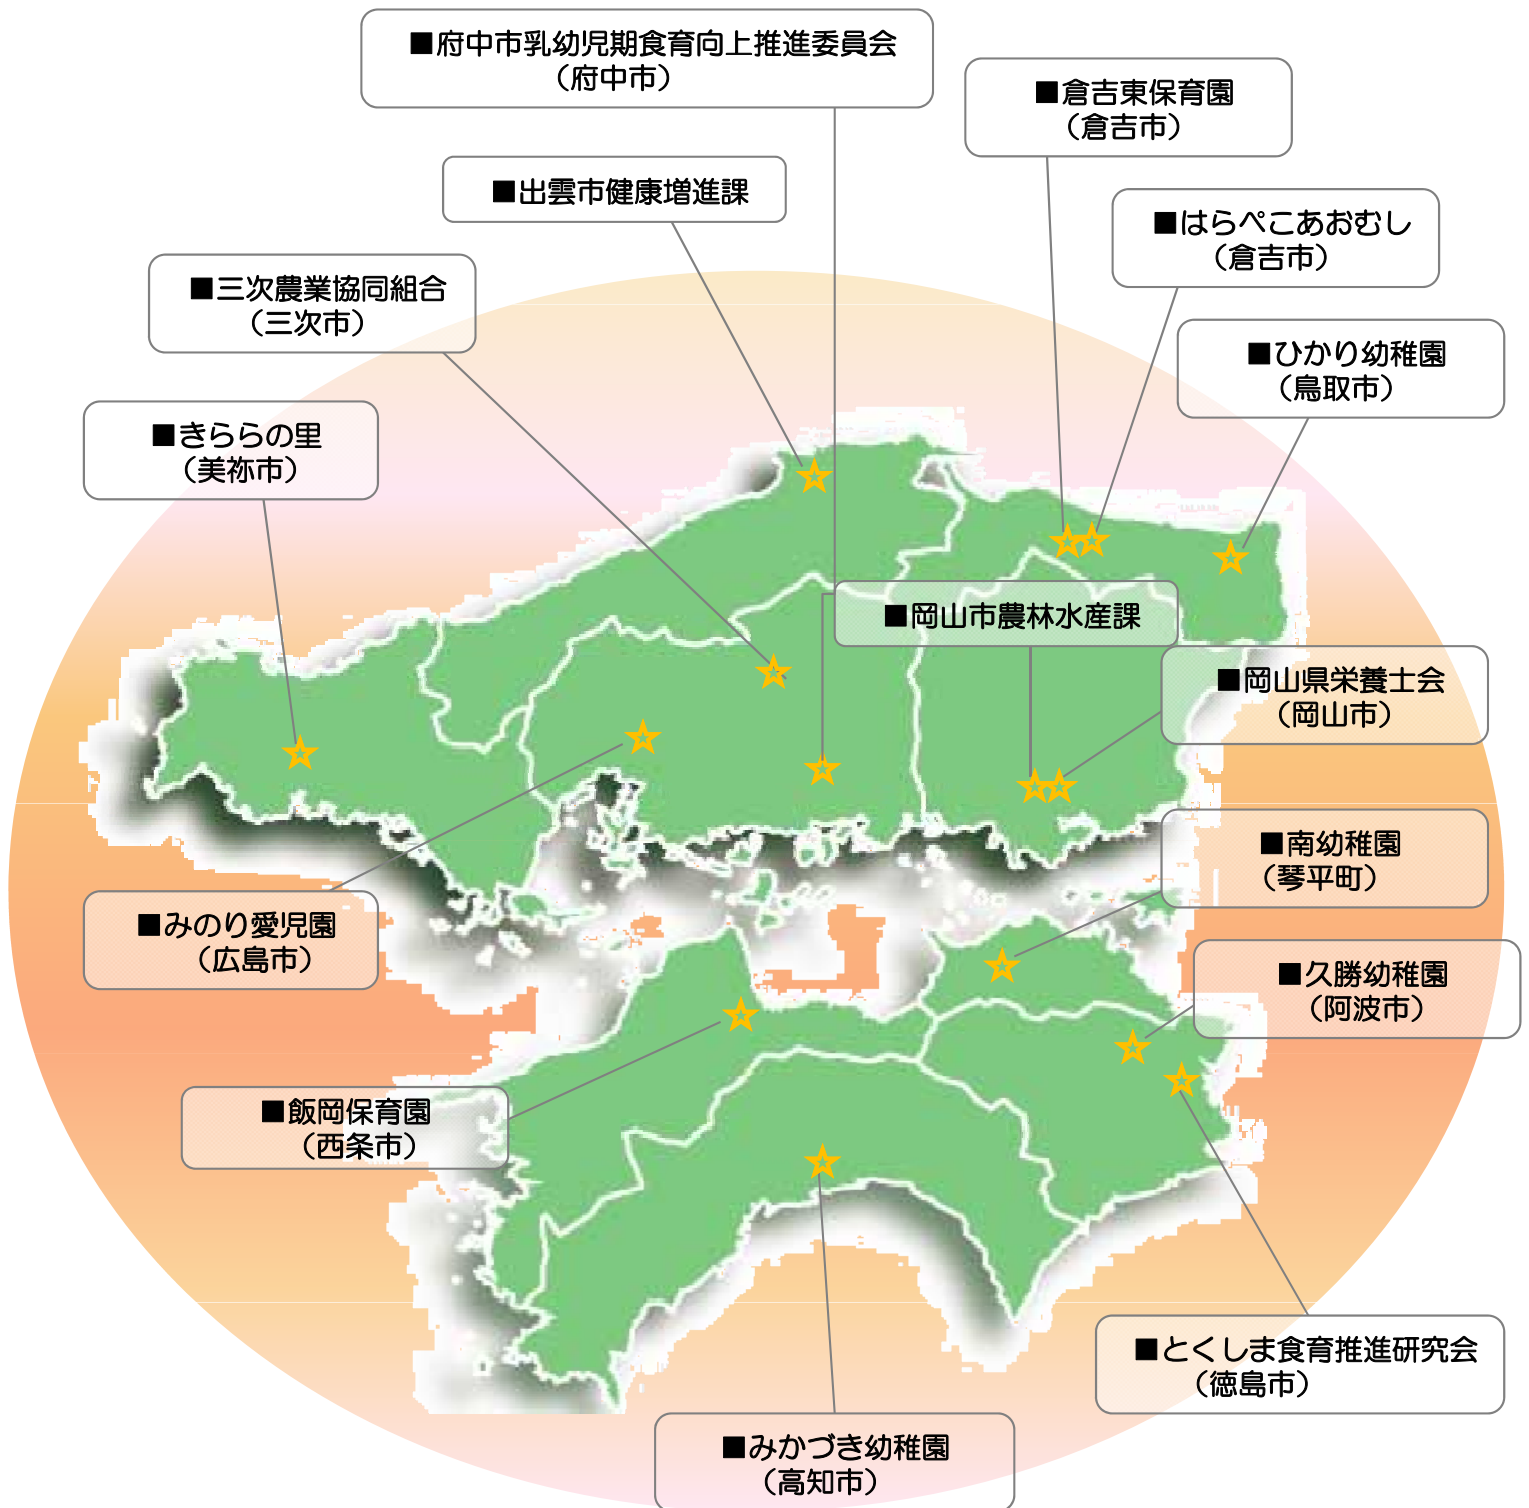 ■府中市乳幼児期食育向上推進委員会
（府中市）
■倉吉東保育園
（倉吉市）
■出雲市健康増進課
■はらぺこあおむし
（倉吉市）
■三次農業協同組合
（三次市）
■ひかり幼稚園
（鳥取市）
■きららの里
（美祢市）
■岡山市農林水産課
■岡山県栄養士会
（岡山市）
■南幼稚園
（琴平町）
■みのり愛児園
（広島市）
■久勝幼稚園
（阿波市）
■飯岡保育園
（西条市）
■とくしま食育推進研究会
（徳島市）
■みかづき幼稚園
（高知市）